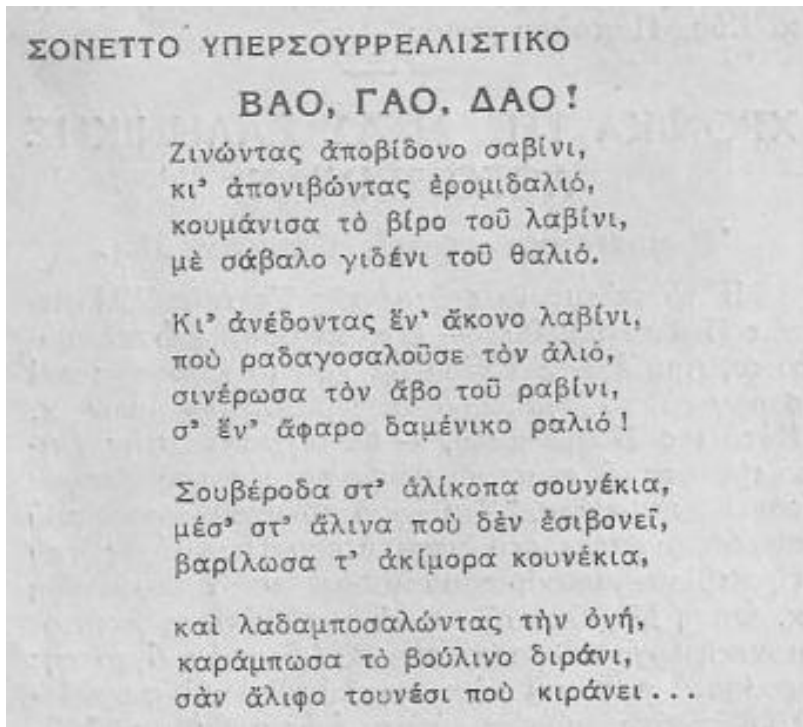 ΣΟΝΕΤΤΟ ΥΠΕΡΣΟΥΡΡΕΑΛΙΣΤΙΚΟ
ΒΑΟ, ΓΑΟ, ΔΑΟ!
Ζινώντας ἀποβίδονο σαβίνι,
κι᾿ ἀπονιβώντας ἐρομιδαλιό,
κουμάνισα τὸ βίρο τοῦ λαβίνι,
μὲ σάβαλο γιδένι τοῦ θαλιό.
Κι᾿ ἀνέδοντας ἕν᾿ ἄκονο λαβίνι,
ποὺ ραδαγοσαλοῦσε τὸν ἀλιό,
σινέρωσα τὸν ἄβο τοῦ ραβίνι,
σ᾿ ἕν᾿ ἄφαρο δαμένικο ραλιό!
Σουβέροδα στ᾿ ἀλίκοπα σουνέκια,
μέσ᾿ στ᾿ ἄλινα ποὺ δὲν ἐσιβονεῖ,
βαρίλωσα τ᾿ ἀκίμορα κουνέκια,
καὶ λαδαμποσαλώντας τὴν ὀνή,
καράμπωσα τὸ βούλινο διράνι,
σὰν ἄλιφο τουνέσι ποὺ κιράνει...